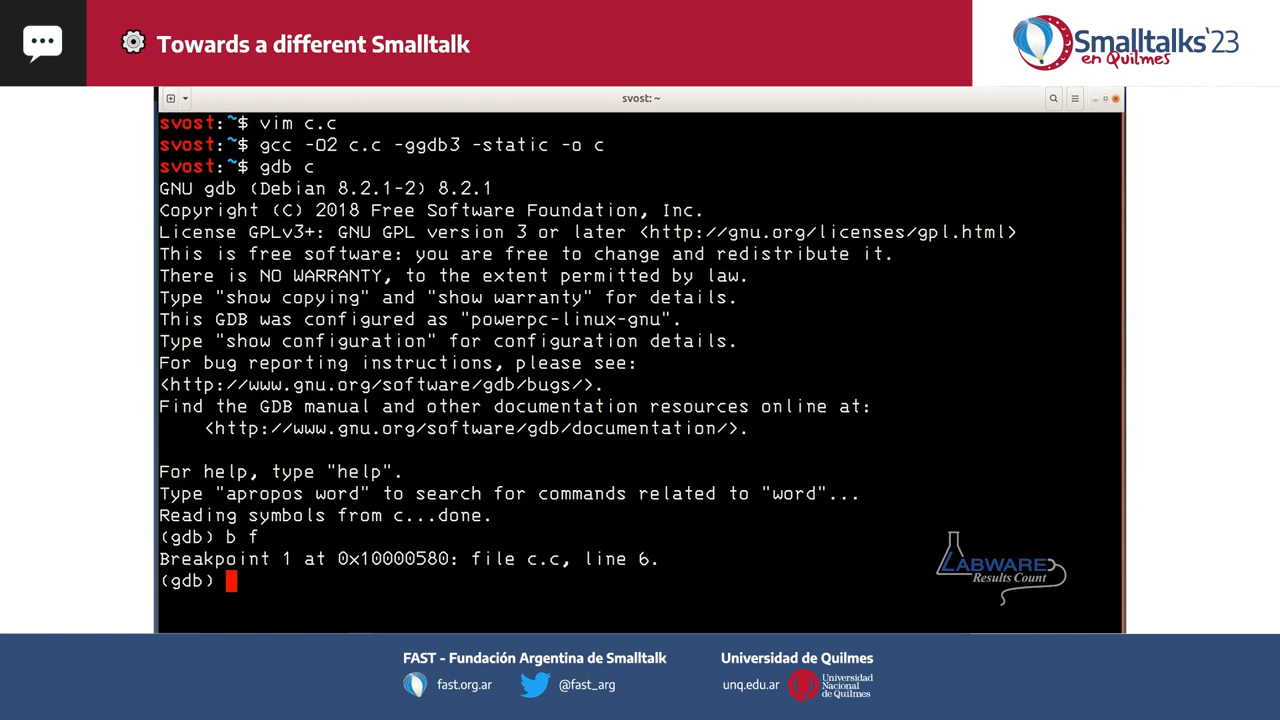 Towards a different Smalltalk
Smalltalks'23
en Quilmes
svost: ~
svost:~$ vim c.c
svost:~$ gcc -O2 c.c -ggdb3 -static -o c
svost:~$ gdb c
GNU gdb (Debian 8.2.1-2) 8.2.1
Copyright (C) 2018 Free Software Foundation, Inc.
License GPLv3+: GNU GPL version 3 or later <http://gnu.org/licenses/gpl.html>
This is free software: you are free to change and redistribute it.
There is NO WARRANTY, to the extent permitted by law.
Type "show copying" and "show warranty" for details.
This GDB was configured as "powerpc-linux-gnu".
Type "show configuration" for configuration details.
For bug reporting instructions, please see:
<http://www.gnu.org/software/gdb/bugs/>.
Find the GDB manual and other documentation resources online at:
    <http://www.gnu.org/software/gdb/documentation/>.

For help, type "help".
Type "apropos word" to search for commands related to "word"...
Reading symbols from c...done.
(gdb) b f
Breakpoint 1 at 0x10000580: file c.c, line 6.
(gdb)
LABWARE
Results Count
FAST - Fundación Argentina de Smalltalk
fast.org.ar
@fast_arg
Universidad de Quilmes
unq.edu.ar
Universidad
Nacional
de Quilmes